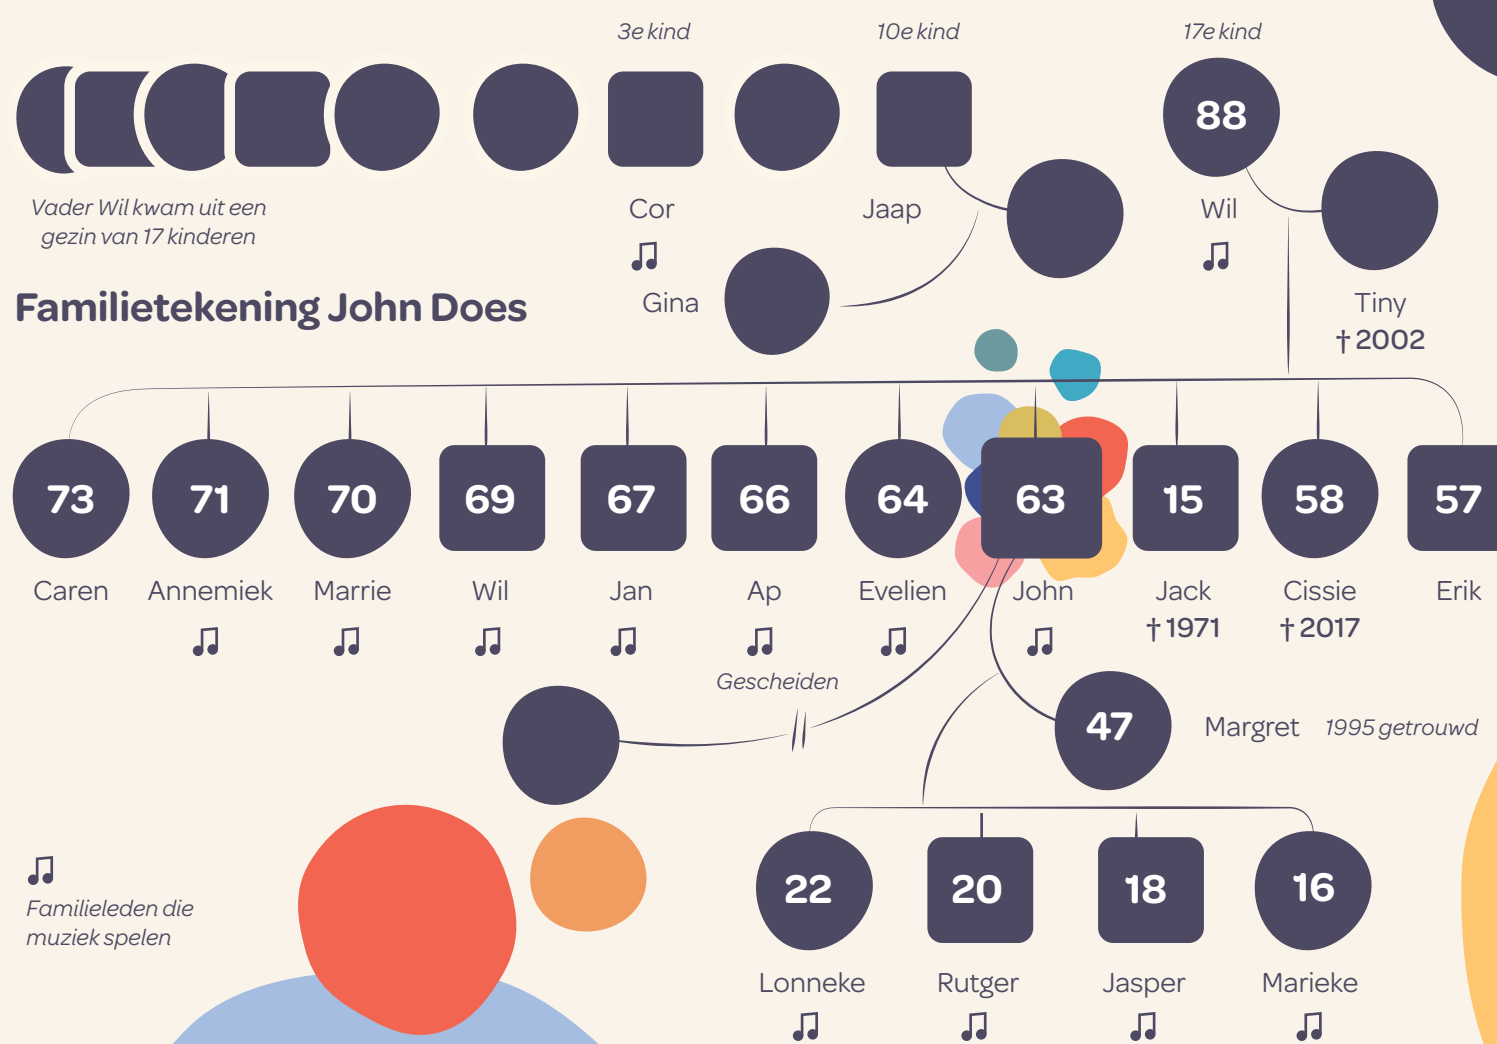 3e kind
10e kind
17e kind
88
Vader Wil kwam uit een
gezin van 17 kinderen
Cor
Jaap
Wil
Familietekening John Does
Gina
Tiny
† 2002
73
71
70
69
67
66
64
63
15
58
57
Caren
Annemiek
Marrie
Wil
Jan
Ap
Evelien
John
Jack
Cissie
Erik
† 1971
† 2017
Gescheiden
47
Margret
1995 getrouwd
Familieleden die
muziek spelen
22
20
18
16
Lonneke
Rutger
Jasper
Marieke